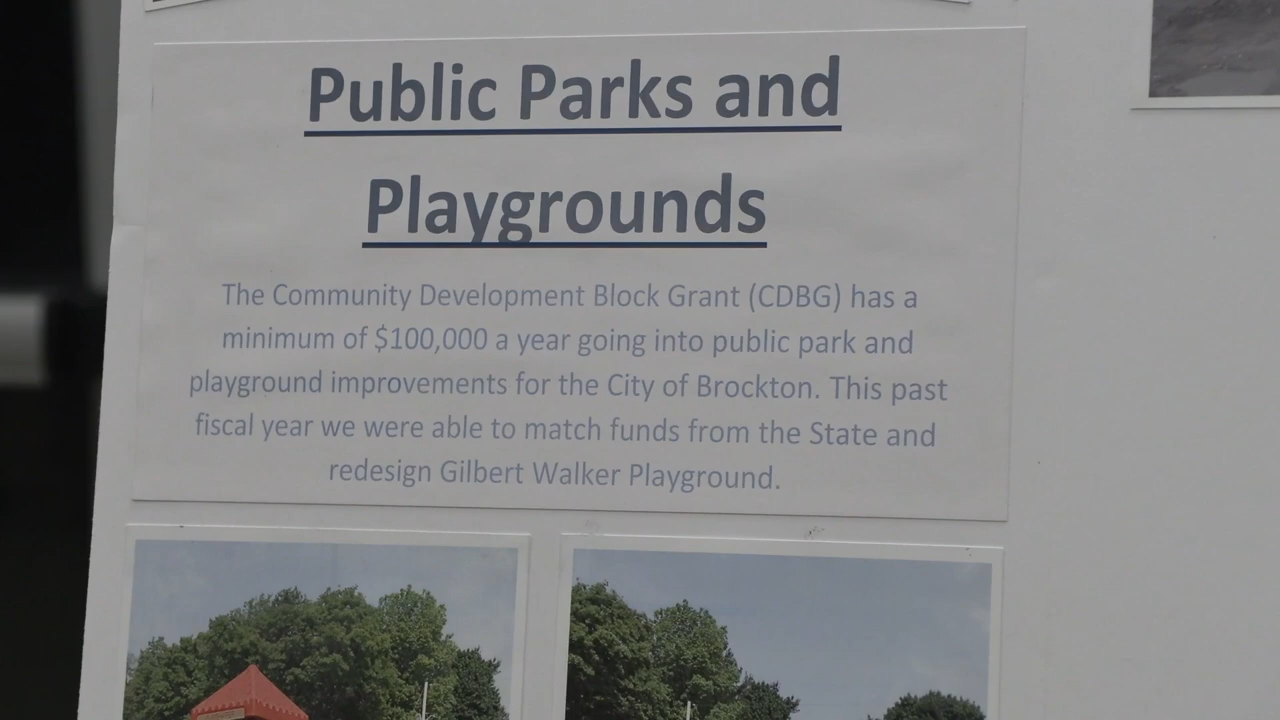 Public Parks and
Playgrounds
The Community Development Block Grant (CDBG) has a
minimum of $100,000 a year going into public park and
playground improvements for the City of Brockton. This past
fiscal year we were able to match funds from the State and
redesign Gilbert Walker Playground.